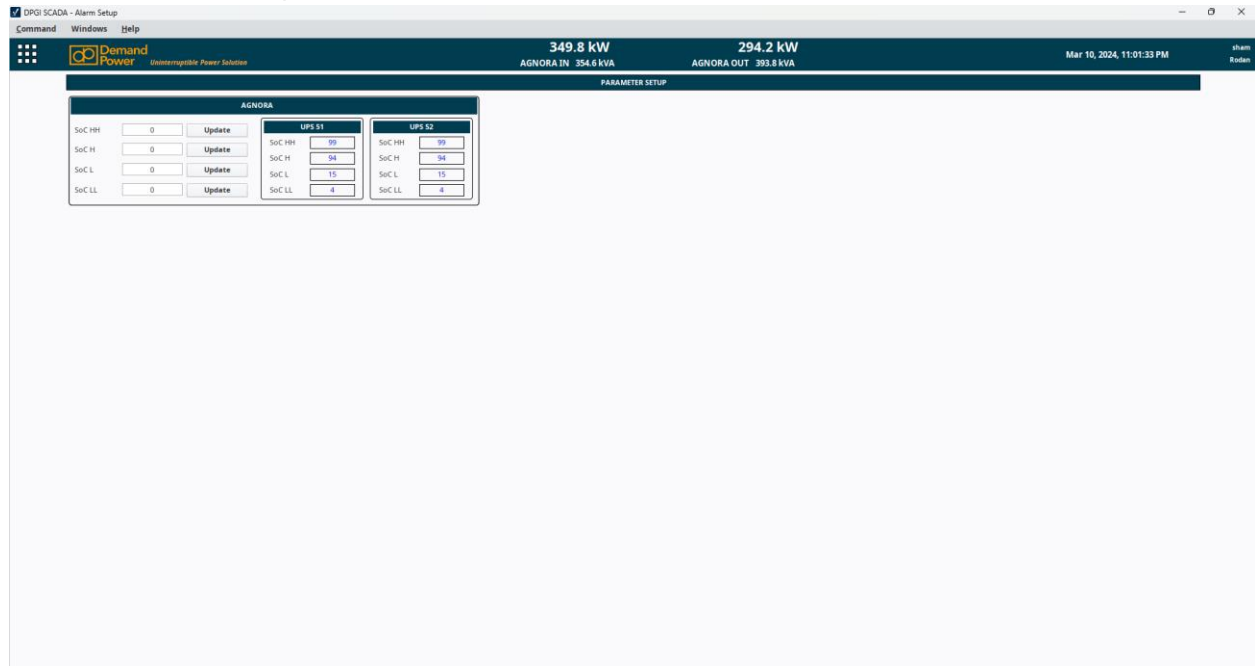 DPGI SCADA - Alarm Setup
Command Windows Help
Demand Power Uninterruptible Power Solution
349.8 kW
AGNORA IN 354.6 kVA
294.2 kW
AGNORA OUT 393.8 kVA
Mar 10, 2024, 11:01:33 PM
sham
Rodan
PARAMETER SETUP
AGNORA
SoC HH 0 Update
SoC H 0 Update
SoC L 0 Update
SoC LL 0 Update
UPS S1
SoC HH 99
SoC H 94
SoC L 15
SoC LL 4
UPS S2
SoC HH 99
SoC H 94
SoC L 15
SoC LL 4